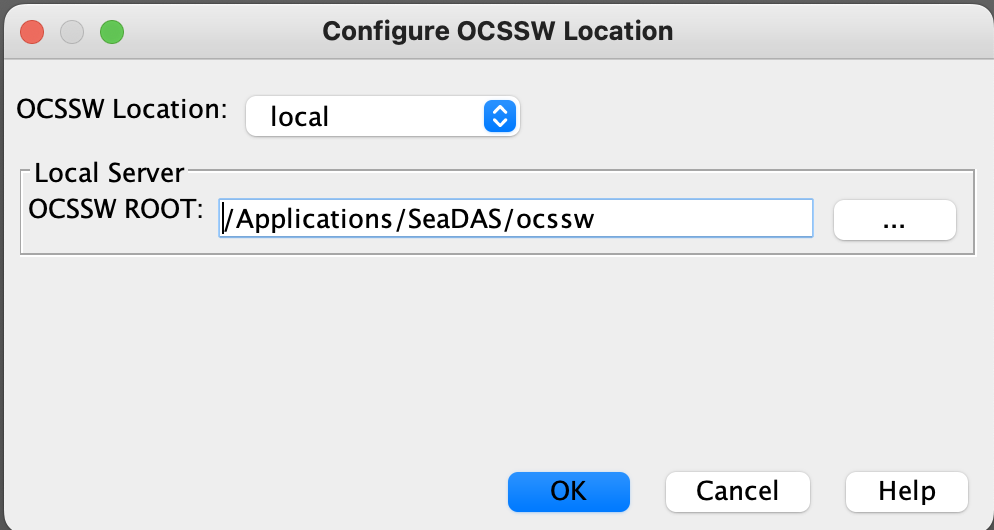 Configure OCSSW Location
OCSSW Location: local
Local Server
OCSSW ROOT: /Applications/SeaDAS/ocssw ...
OK Cancel Help